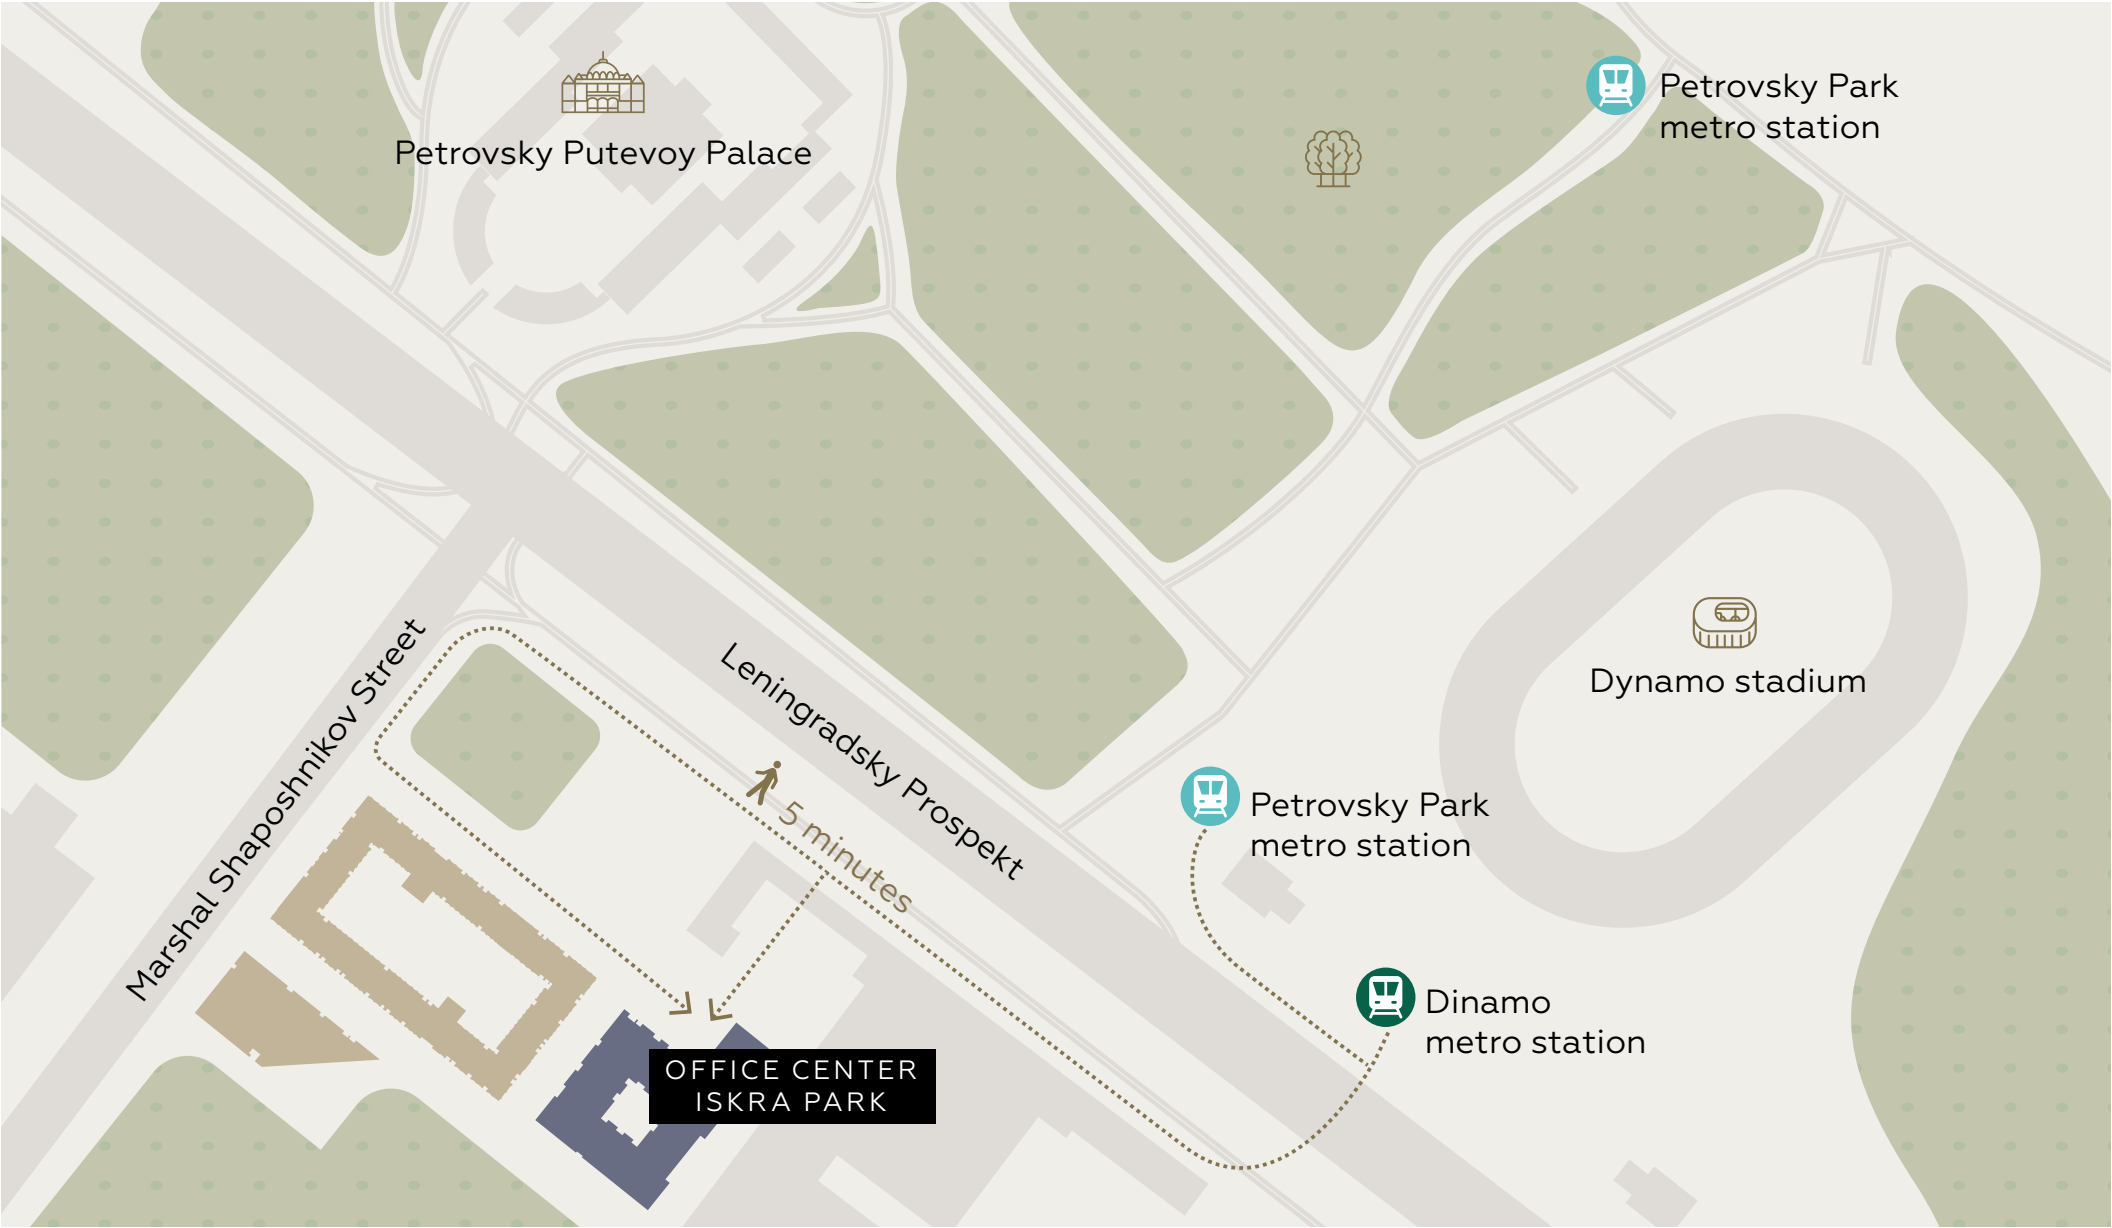 Petrovsky Park
metro station
Petrovsky Putevoy Palace
Marshal Shaposhnikov Street
Leningradsky Prospekt
Dynamo stadium
5 minutes
Petrovsky Park
metro station
Dinamo
metro station
OFFICE CENTER
ISKRA PARK